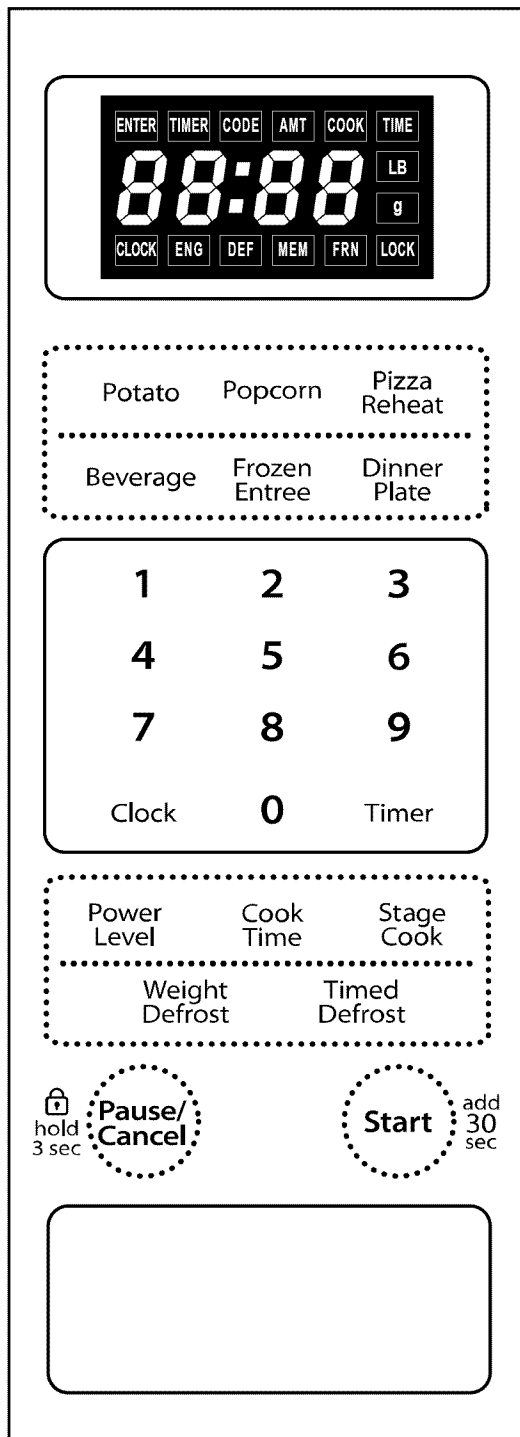 ENTER TIMER CODE AMT COOK TIME
88:88 LB
g
CLOCK ENG DEF MEM FRN LOCK
Potato Popcorn Pizza Reheat
Beverage Frozen Entree Dinner Plate
1 2 3
4 5 6
7 8 9
Clock 0 Timer
Power Level Cook Time Stage Cook
Weight Defrost Timed Defrost
hold
3 sec
Pause/
Cancel
Start
add
30
sec